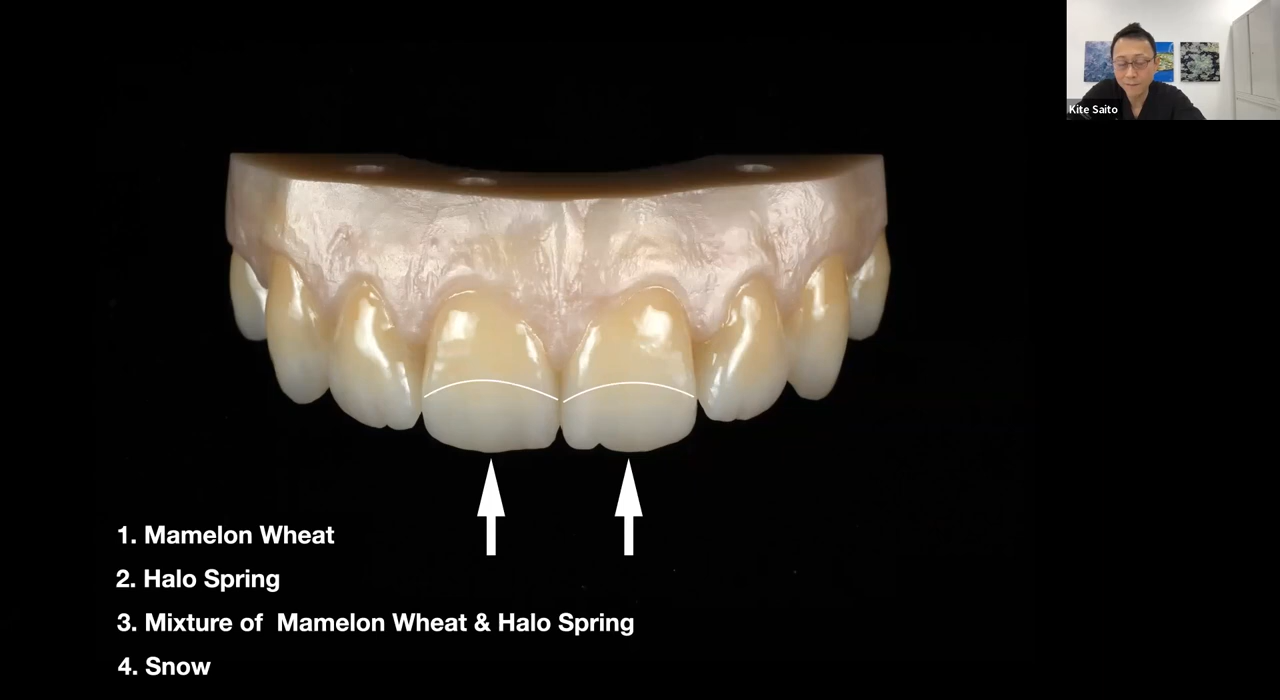 Kite Saito
1. Mamelon Wheat
2. Halo Spring
3. Mixture of  Mamelon Wheat & Halo Spring
4. Snow